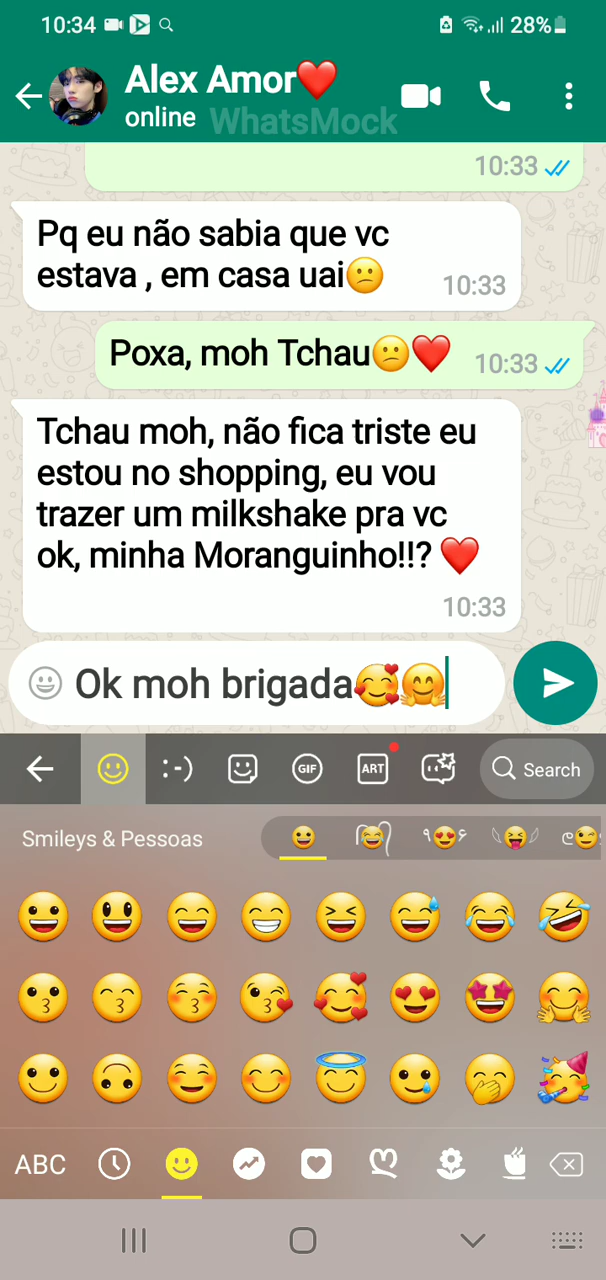 10:34 28%
Alex Amor❤️
online WhatsMock
10:33
Pq eu não sabia que vc
estava , em casa uai😕
10:33
Poxa, moh Tchau😕❤️ 10:33
Tchau moh, não fica triste eu
estou no shopping, eu vou
trazer um milkshake pra vc
ok, minha Moranguinho!!? ❤️
10:33
Ok moh brigada🥰🤗
:-) GIF ART Search
Smileys & Pessoas
ABC